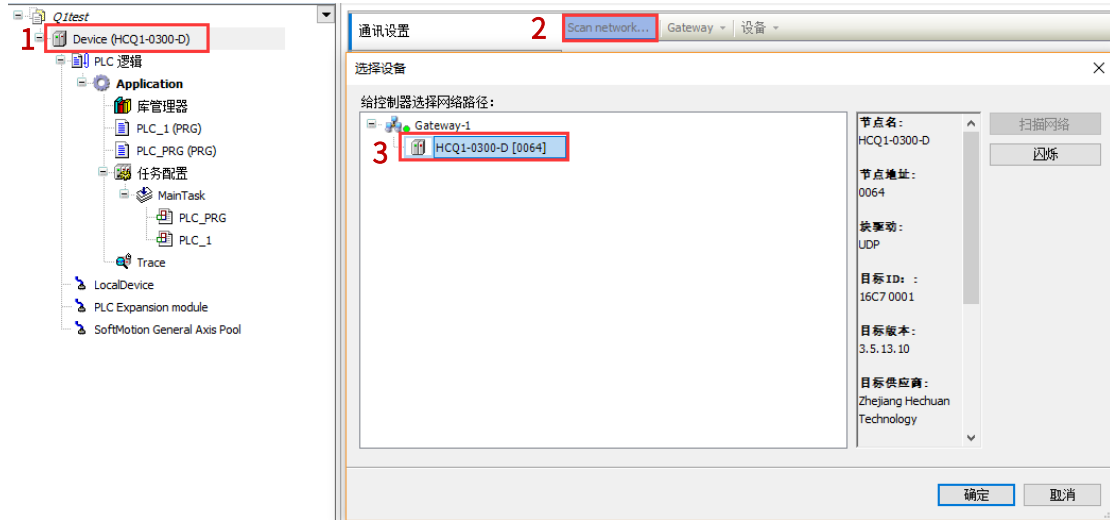 Q1test
1
Device (HCQ1-0300-D)
PLC 逻辑
Application
库管理器
PLC_1 (PRG)
PLC_PRG (PRG)
任务配置
MainTask
PLC_PRG
PLC_1
Trace
LocalDevice
PLC Expansion module
SoftMotion General Axis Pool
通讯设置
2
Scan network...
Gateway
设备
选择设备
给控制器选择网络路径：
Gateway-1
3
HCQ1-0300-D [0064]
节点名：
HCQ1-0300-D
节点地址：
0064
块驱动：
UDP
目标ID：:
16C7 0001
目标版本：
3.5.13.10
目标供应商：
Zhejiang Hechuan
Technology
扫描网络
闪烁
确定
取消